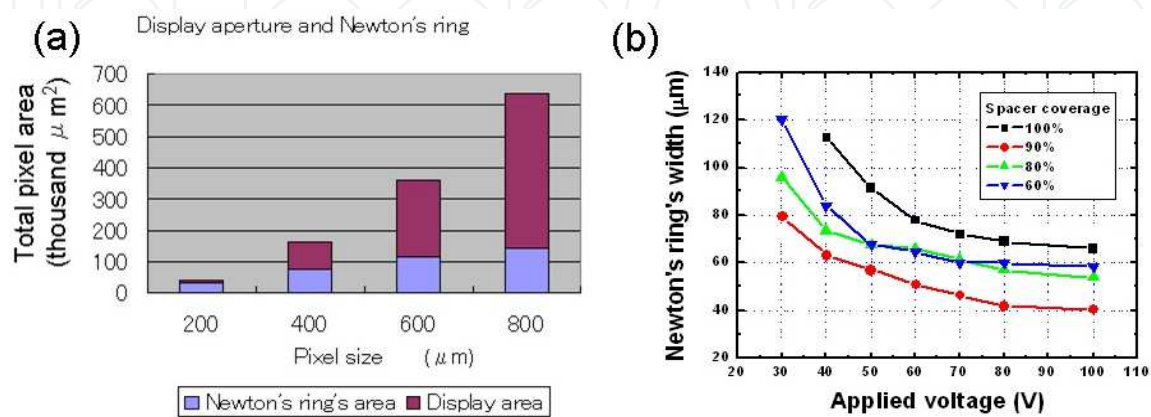 (a)
Display aperture and Newton's ring
Total pixel area
(thousand μm²)
700
600
500
400
300
200
100
0
200 400 600 800
Pixel size (μm)
Newton's ring's area Display area
(b)
Newton's ring's width (μm)
140
120
100
80
60
40
20
Spacer coverage
100%
90%
80%
60%
20 30 40 50 60 70 80 90 100 110
Applied voltage (V)